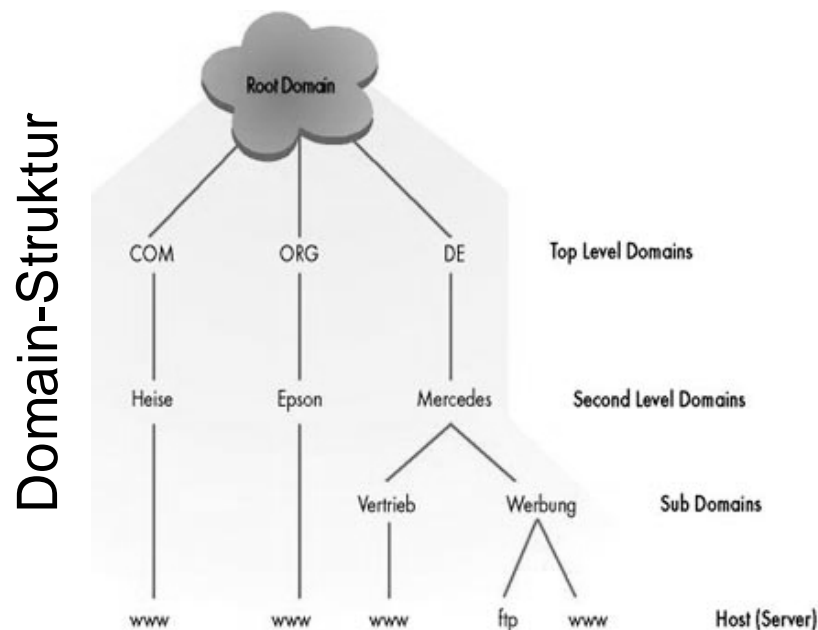 Domain-Struktur
Root Domain
COM ORG DE Top Level Domains
Heise Epson Mercedes Second Level Domains
Vertrieb Werbung Sub Domains
www www www ftp www Host (Server)